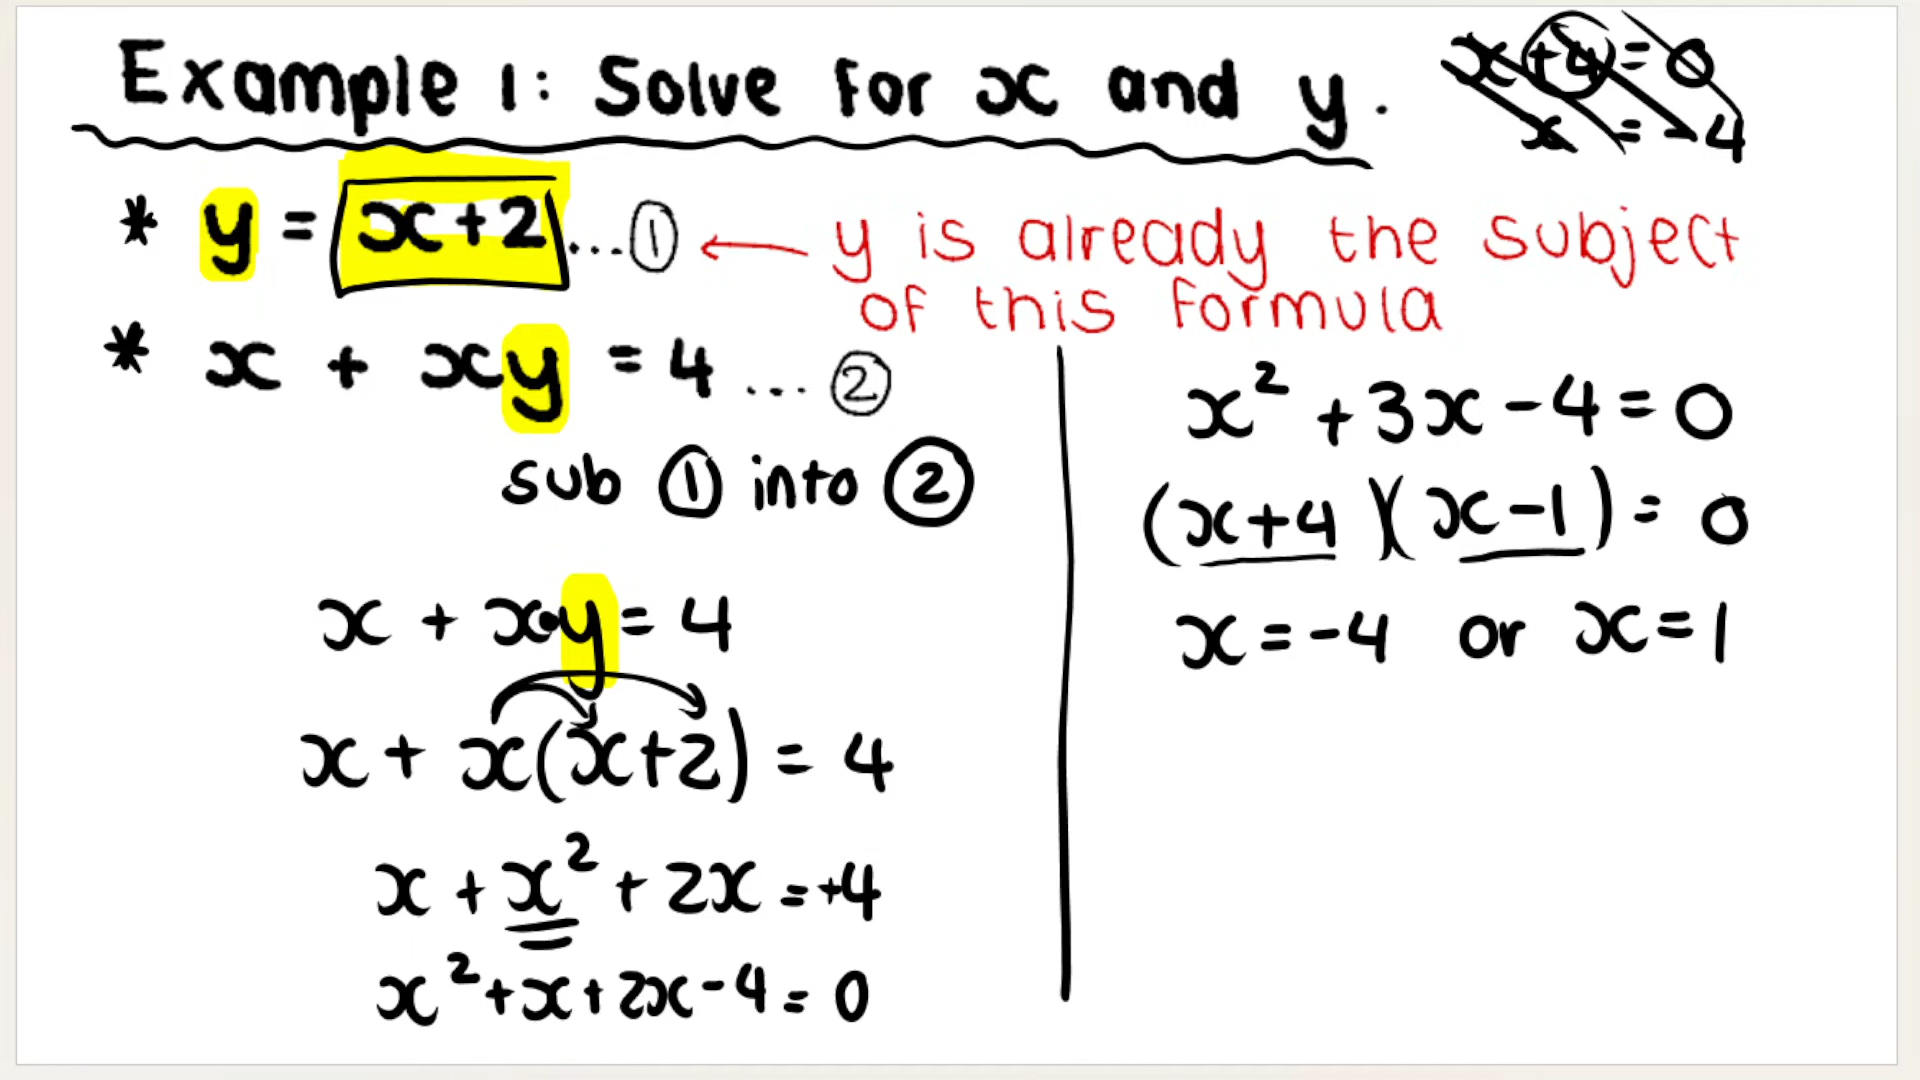 Example 1: Solve for x and y.
x + 4 = 0
x = -4
* y = x+2 ...①
← y is already the subject
of this formula
* x + xy = 4 ... ②
sub ① into ②
x + x•y = 4
x + x(x+2) = 4
x + x² + 2x = +4
x² + x + 2x - 4 = 0
x² + 3x - 4 = 0
(x+4)(x-1) = 0
x = -4 or x = 1